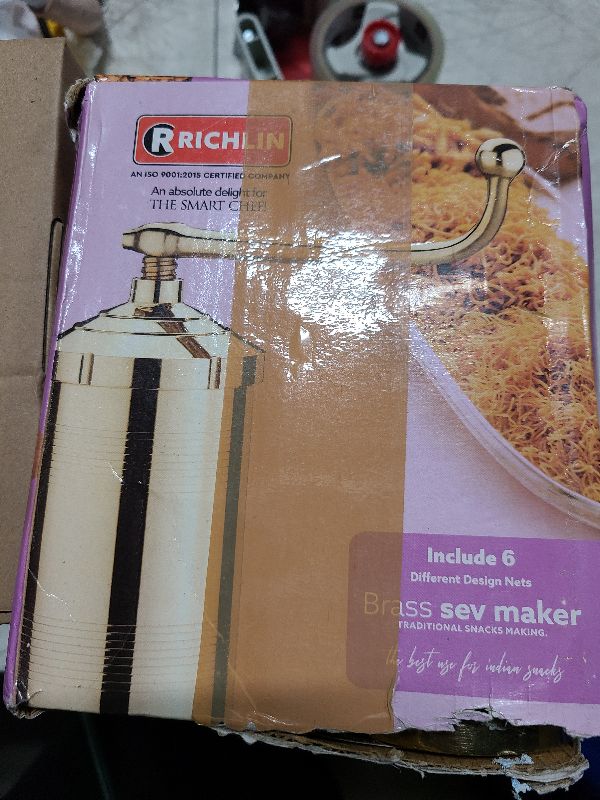 RRICHLIN
AN ISO 9001:2015 CERTIFIED COMPANY
An absolute delight for
THE SMART CHEF!
Include 6
Different Design Nets
Brass sev maker
TRADITIONAL SNACKS MAKING.
the best use for indian snacks